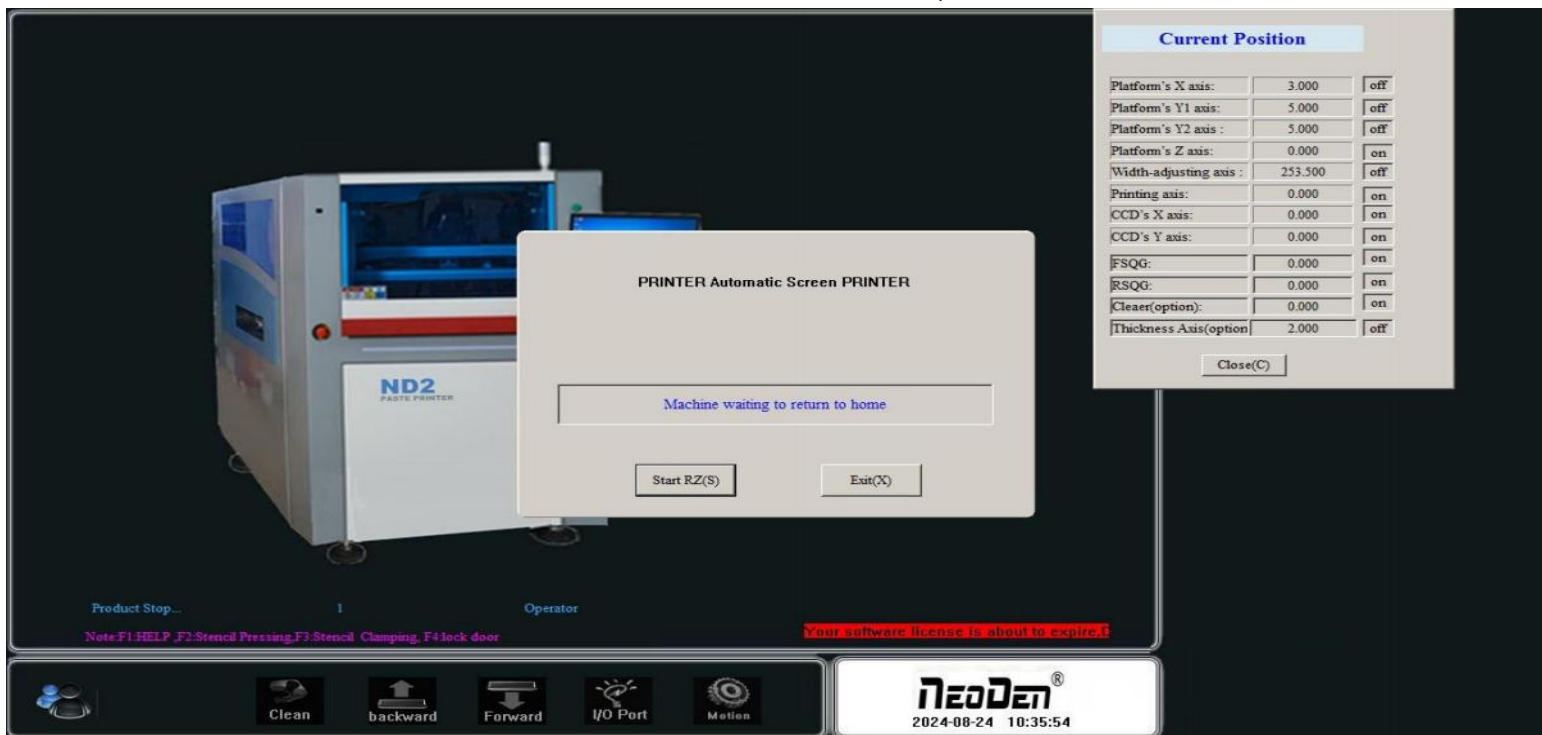 Current Position
Platform's X axis: 3.000 off
Platform's Y1 axis: 5.000 off
Platform's Y2 axis : 5.000 off
Platform's Z axis: 0.000 on
Width-adjusting axis : 253.500 off
Printing axis: 0.000 on
CCD's X axis: 0.000 on
CCD's Y axis: 0.000 on
FSQG: 0.000 on
RSQG: 0.000 on
Cleaer(option): 0.000 on
Thickness Axis(option 2.000 off
Close(C)
PRINTER Automatic Screen PRINTER
Machine waiting to return to home
Start RZ(S) Exit(X)
ND2
PASTE PRINTER
Product Stop... 1 Operator
Note:F1:HELP ,F2:Stencil Pressing,F3:Stencil Clamping, F4:lock door
Your software license is about to expire,
Clean backward Forward I/O Port Motion
NEODEN®
2024-08-24 10:35:54